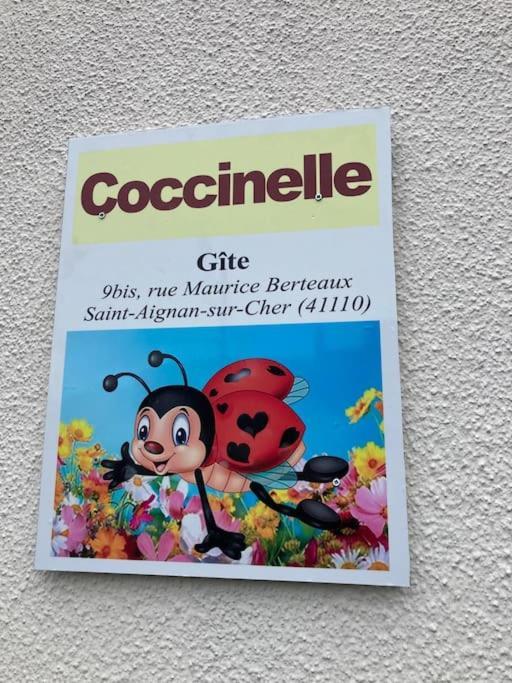 Coccinelle
Gîte
9bis, rue Maurice Berteaux
Saint-Aignan-sur-Cher (41110)